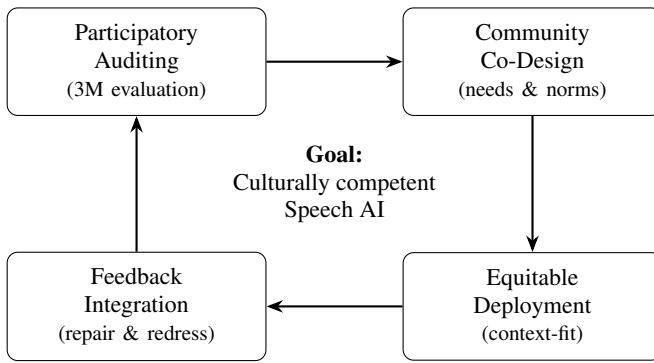 Participatory
Auditing
(3M evaluation)
Community
Co-Design
(needs & norms)
Goal:
Culturally competent
Speech AI
Feedback
Integration
(repair & redress)
Equitable
Deployment
(context-fit)